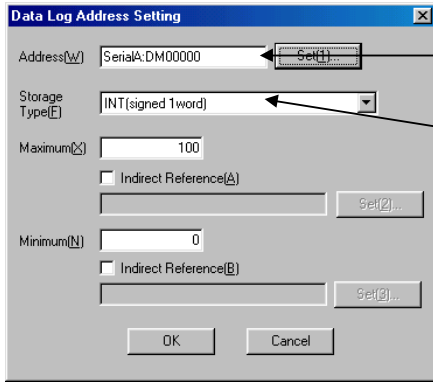 Data Log Address Setting
Address(W) SerialA:DM00000 Set(1)...
Storage
Type(F) INT(signed 1word)
Maximum(X) 100
Indirect Reference(A)
Set(2)...
Minimum(N) 0
Indirect Reference(B)
Set(3)...
OK Cancel